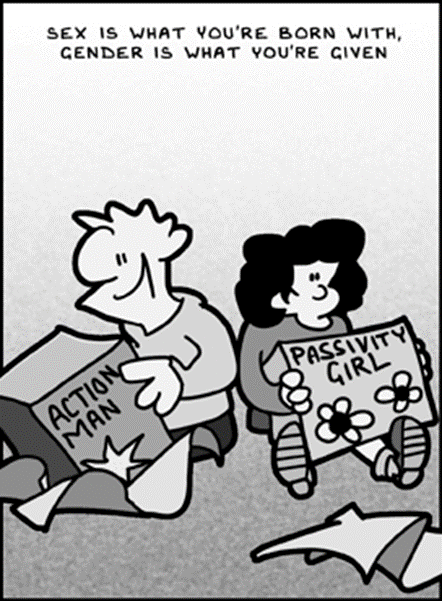 SEX IS WHAT YOU'RE BORN WITH,
GENDER IS WHAT YOU'RE GIVEN
ACTION
MAN
PASSIVITY
GIRL